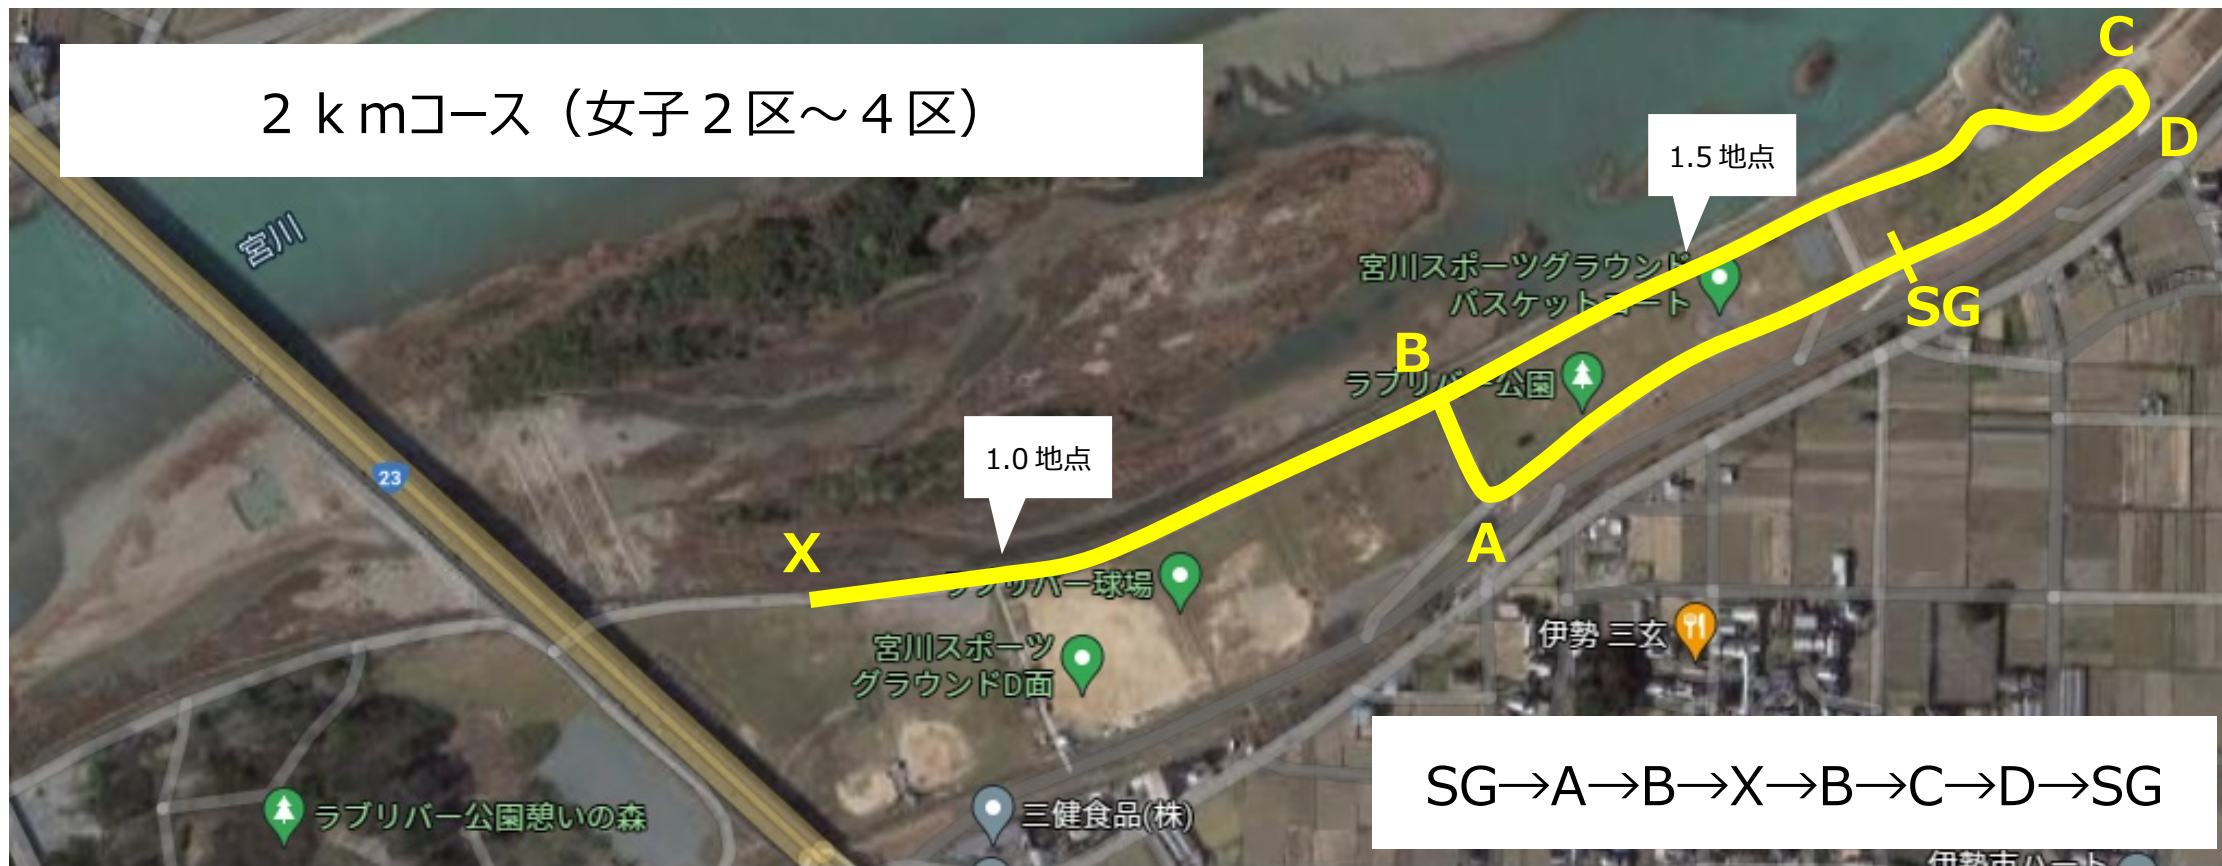 ２ｋｍコース（女子２区～４区）
C
D
1.5 地点
宮川
宮川スポーツグラウンド
バスケットコート
SG
B
ラブリバー公園
1.0 地点
23
X
A
ラブリバー球場
伊勢 三玄
宮川スポーツ
グラウンドD面
SG→A→B→X→B→C→D→SG
ラブリバー公園憩いの森
三健食品(株)